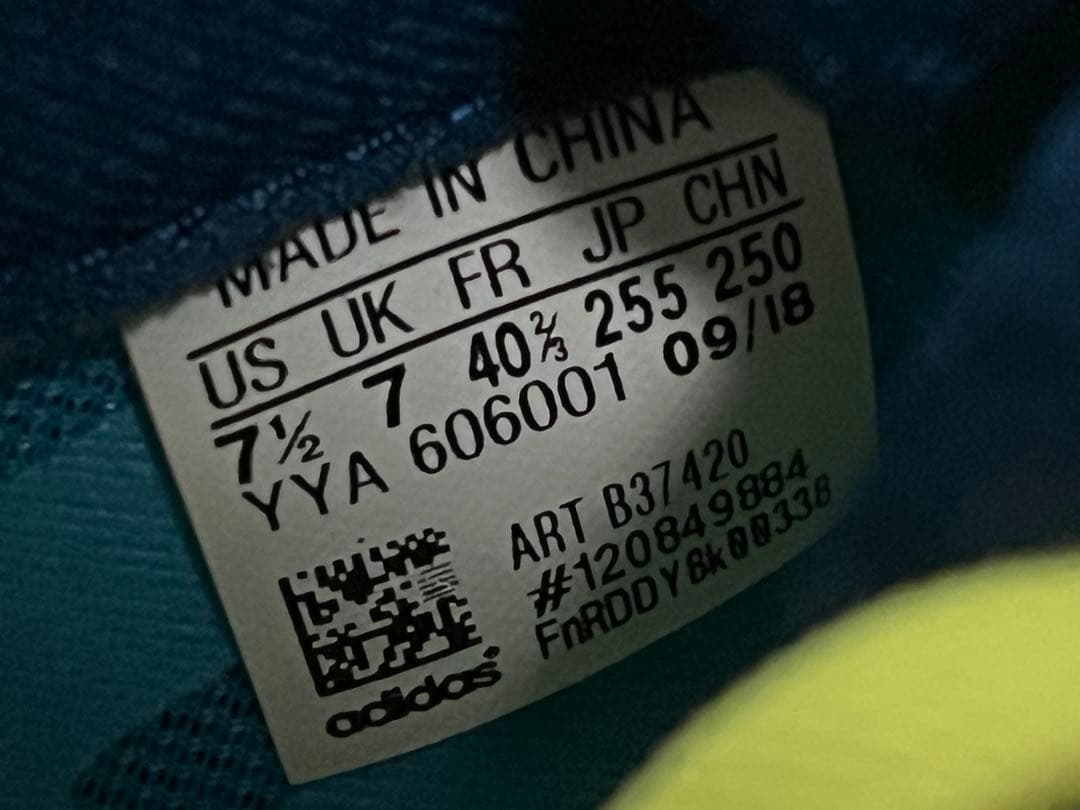 MADE IN CHINA
US UK FR JP CHN
7½ 7 40⅔ 255 250
YYA 606001 09/18
ART B37420
#120849884
FnRDDY8k00338
adidas